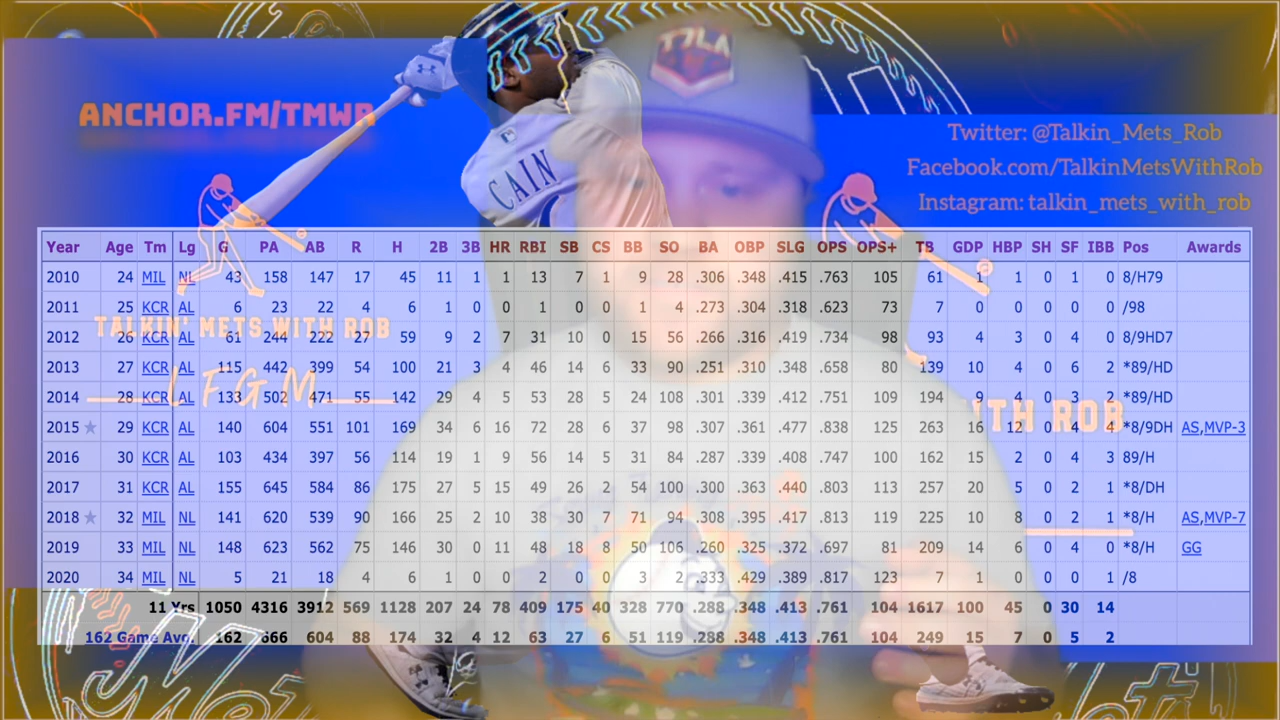 T7LA
ANCHOR.FM/TMWR
Twitter: @Talkin_Mets_Rob
Facebook.com/TalkinMetsWithRob
Instagram: talkin_mets_with_rob
CAIN
Year Age Tm Lg G PA AB R H 2B 3B HR RBI SB CS BB SO BA OBP SLG OPS OPS+ TB GDP HBP SH SF IBB Pos Awards
2010 24 MIL NL 43 158 147 17 45 11 1 1 13 7 1 9 28 .306 .348 .415 .763 105 61 1 1 0 1 0 8/H79
2011 25 KCR AL 6 23 22 4 6 1 0 0 1 0 0 1 4 .273 .304 .318 .623 73 7 0 0 0 0 0 /98
TALKIN' METS WITH ROB
2012 26 KCR AL 61 244 222 27 59 9 2 7 31 10 0 15 56 .266 .316 .419 .734 98 93 4 3 0 4 0 8/9HD7
2013 27 KCR AL 115 442 399 54 100 21 3 4 46 14 6 33 90 .251 .310 .348 .658 80 139 10 4 0 6 2 *89/HD
LFGM
2014 28 KCR AL 133 502 471 55 142 29 4 5 53 28 5 24 108 .301 .339 .412 .751 109 194 9 4 0 3 2 *89/HD
WITH ROB
2015 ★ 29 KCR AL 140 604 551 101 169 34 6 16 72 28 6 37 98 .307 .361 .477 .838 125 263 16 12 0 4 4 *8/9DH AS,MVP-3
2016 30 KCR AL 103 434 397 56 114 19 1 9 56 14 5 31 84 .287 .339 .408 .747 100 162 15 2 0 4 3 89/H
2017 31 KCR AL 155 645 584 86 175 27 5 15 49 26 2 54 100 .300 .363 .440 .803 113 257 20 5 0 2 1 *8/DH
2018 ★ 32 MIL NL 141 620 539 90 166 25 2 10 38 30 7 71 94 .308 .395 .417 .813 119 225 10 8 0 2 1 *8/H AS,MVP-7
2019 33 MIL NL 148 623 562 75 146 30 0 11 48 18 8 50 106 .260 .325 .372 .697 81 209 14 6 0 4 0 *8/H GG
2020 34 MIL NL 5 21 18 4 6 1 0 0 2 0 0 3 2 .333 .429 .389 .817 123 7 1 0 0 0 1 /8
11 Yrs 1050 4316 3912 569 1128 207 24 78 409 175 40 328 770 .288 .348 .413 .761 104 1617 100 45 0 30 14
162 Game Avg. 162 666 604 88 174 32 4 12 63 27 6 51 119 .288 .348 .413 .761 104 249 15 7 0 5 2